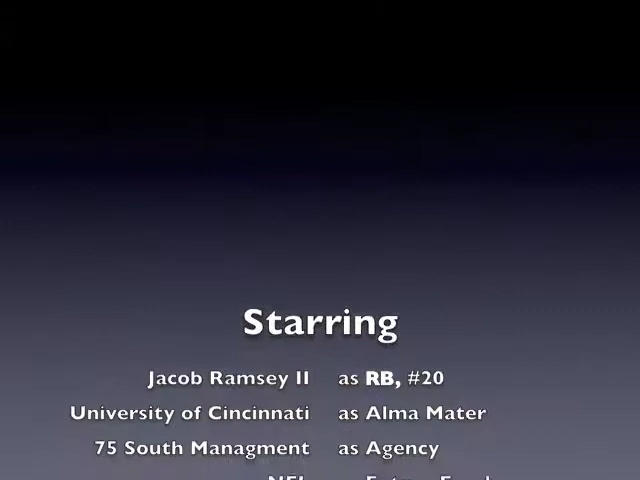 Starring
Jacob Ramsey II as RB, #20
University of Cincinnati as Alma Mater
75 South Managment as Agency